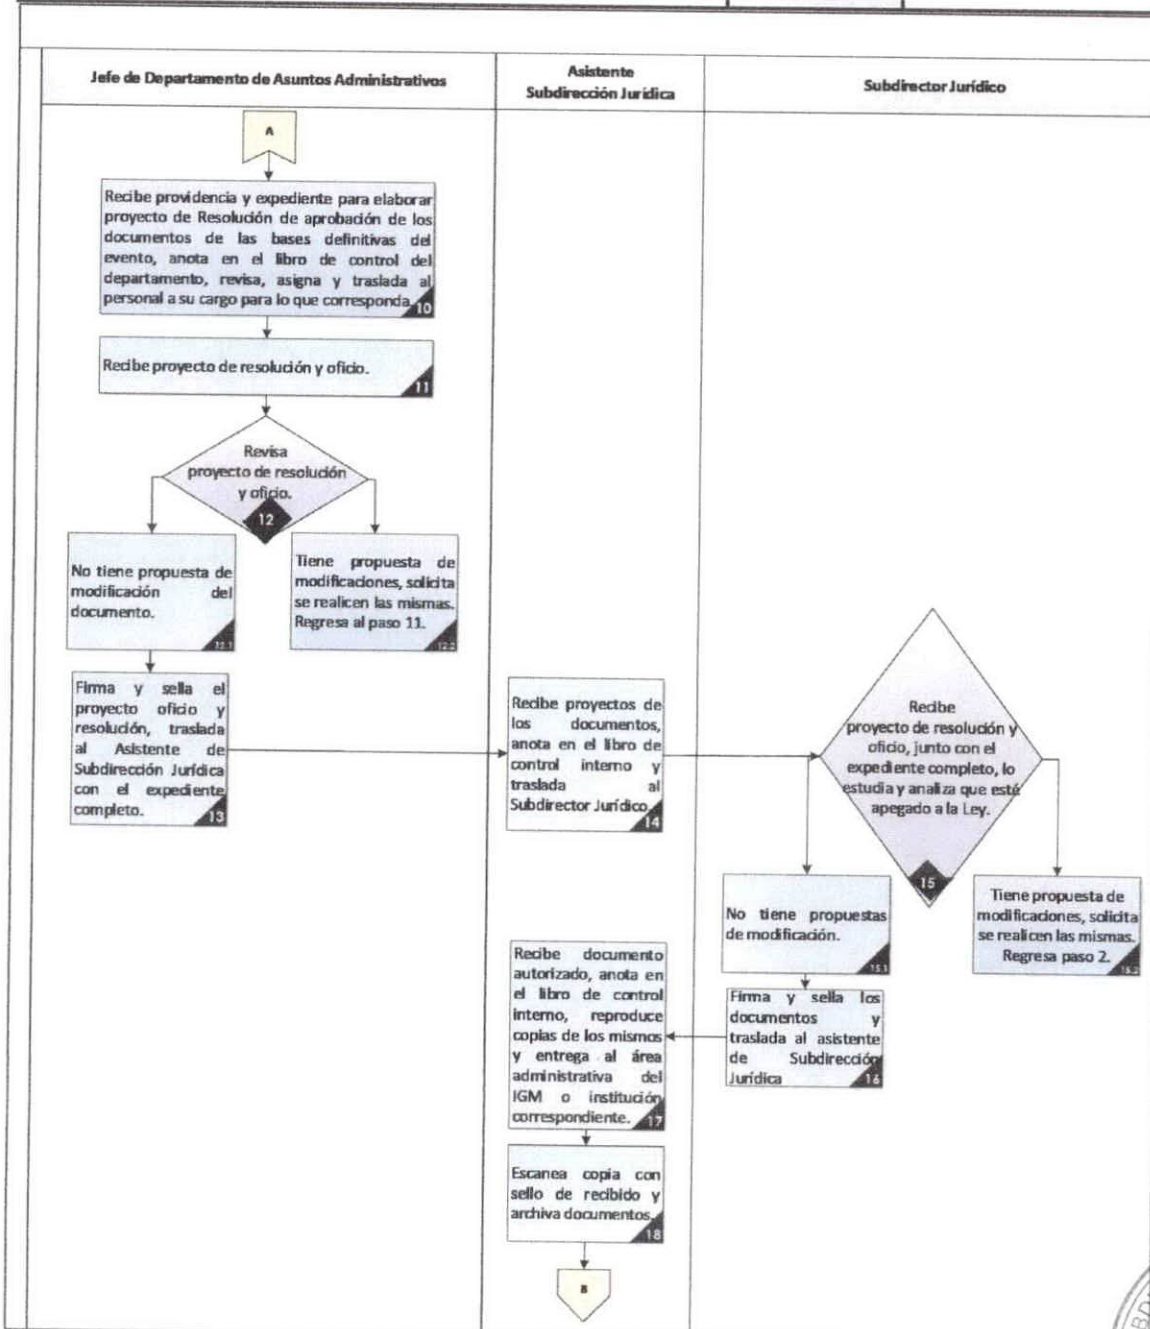 Jefe de Departamento de Asuntos Administrativos
Asistente
Subdirección Jurídica
Subdirector Jurídico
A
Recibe providencia y expediente para elaborar
proyecto de Resolución de aprobación de los
documentos de las bases definitivas del
evento, anota en el libro de control del
departamento, revisa, asigna y traslada al
personal a su cargo para lo que corresponda.
10
Recibe proyecto de resolución y oficio.
11
Revisa
proyecto de resolución
y oficio.
12
No tiene propuesta de
modificación del
documento.
12.1
Tiene propuesta de
modificaciones, solicita
se realicen las mismas.
Regresa al paso 11.
12.2
Firma y sella el
proyecto oficio y
resolución, traslada
al Asistente de
Subdirección Jurídica
con el expediente
completo.
13
Recibe proyectos de
los documentos,
anota en el libro de
control interno y
traslada al
Subdirector Jurídico.
14
Recibe
proyecto de resolución y
oficio, junto con el
expediente completo, lo
estudia y analiza que está
apegado a la Ley.
15
No tiene propuestas
de modificación.
15.1
Tiene propuesta de
modificaciones, solicita
se realicen las mismas.
Regresa paso 2.
15.2
Firma y sella los
documentos y
traslada al asistente
de Subdirección
Jurídica
16
Recibe documento
autorizado, anota en
el libro de control
interno, reproduce
copias de los mismos
y entrega al área
administrativa del
IGM o institución
correspondiente.
17
Escanea copia con
sello de recibido y
archiva documentos.
18
B